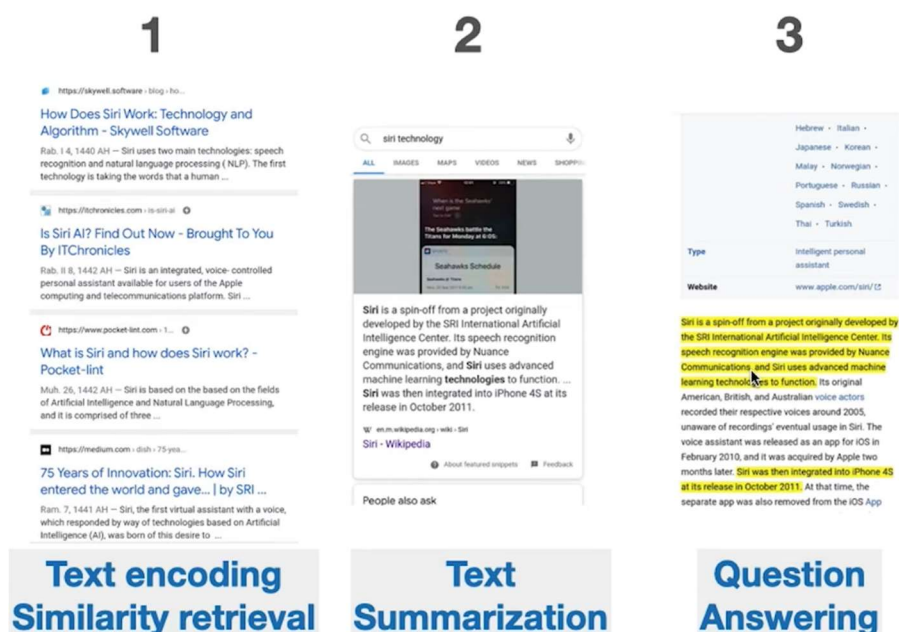 1
https://skywell.software › blog › ho...
How Does Siri Work: Technology and
Algorithm - Skywell Software
Rab. I 4, 1440 AH — Siri uses two main technologies: speech
recognition and natural language processing ( NLP). The first
technology is taking the words that a human ...
https://itchronicles.com › is-siri-ai
Is Siri AI? Find Out Now - Brought To You
By ITChronicles
Rab. II 8, 1442 AH — Siri is an integrated, voice- controlled
personal assistant available for users of the Apple
computing and telecommunications platform. Siri ...
https://www.pocket-lint.com › 1...
What is Siri and how does Siri work? -
Pocket-lint
Muh. 26, 1442 AH — Siri is based on the based on the fields
of Artificial Intelligence and Natural Language Processing,
and it is comprised of three ...
https://medium.com › dish › 75-yea...
75 Years of Innovation: Siri. How Siri
entered the world and gave... | by SRI ...
Ram. 7, 1441 AH — Siri, the first virtual assistant with a voice,
which responded by way of technologies based on Artificial
Intelligence (AI), was born of this desire to ...
Text encoding
Similarity retrieval
2
siri technology
ALL IMAGES MAPS VIDEOS NEWS SHOPPIN
When is the Seahawks'
next game
The Seahawks battle the
Titans for Monday at 6:05.
Seahawks Schedule
Siri is a spin-off from a project originally
developed by the SRI International Artificial
Intelligence Center. Its speech recognition
engine was provided by Nuance
Communications, and Siri uses advanced
machine learning technologies to function. ...
Siri was then integrated into iPhone 4S at its
release in October 2011.
W en.m.wikipedia.org › wiki › Siri
Siri - Wikipedia
About featured snippets Feedback
People also ask
Text
Summarization
3
Hebrew · Italian ·
Japanese · Korean ·
Malay · Norwegian ·
Portuguese · Russian ·
Spanish · Swedish ·
Thai · Turkish
Type Intelligent personal
assistant
Website www.apple.com/siri/
Siri is a spin-off from a project originally developed by
the SRI International Artificial Intelligence Center. Its
speech recognition engine was provided by Nuance
Communications, and Siri uses advanced machine
learning technologies to function. Its original
American, British, and Australian voice actors
recorded their respective voices around 2005,
unaware of recordings' eventual usage in Siri. The
voice assistant was released as an app for iOS in
February 2010, and it was acquired by Apple two
months later. Siri was then integrated into iPhone 4S
at its release in October 2011. At that time, the
separate app was also removed from the iOS App
Question
Answering